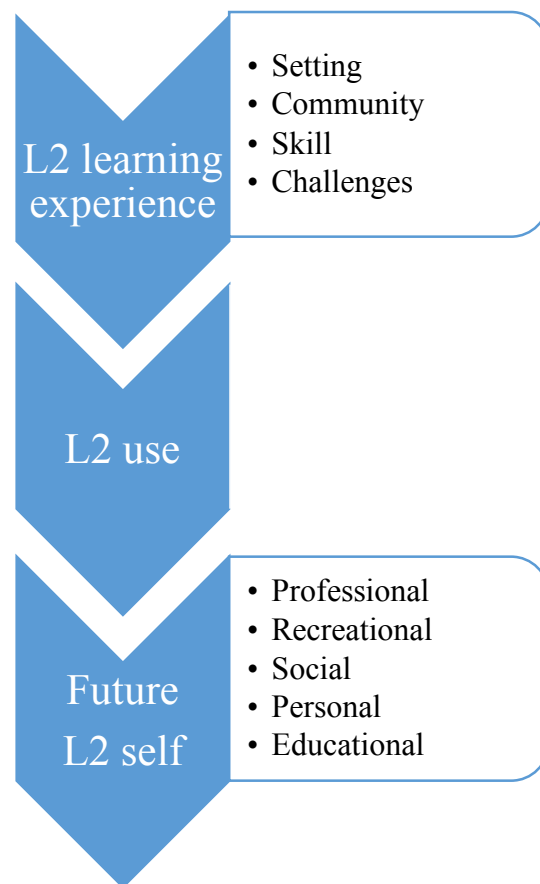 L2 learning
experience
• Setting
• Community
• Skill
• Challenges
L2 use
Future
L2 self
• Professional
• Recreational
• Social
• Personal
• Educational